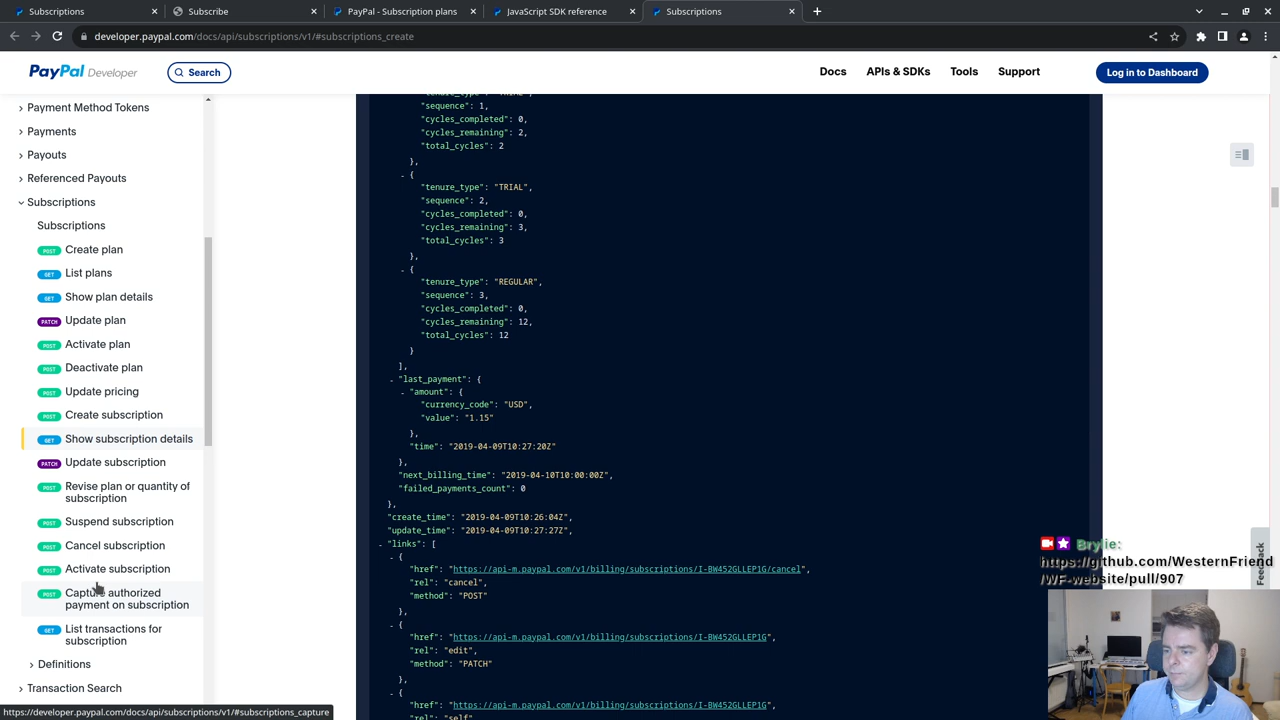 Subscriptions
Subscribe
PayPal - Subscription plans
JavaScript SDK reference
Subscriptions
developer.paypal.com/docs/api/subscriptions/v1/#subscriptions_create
PayPal Developer
Search
Docs
APIs & SDKs
Tools
Support
Log in to Dashboard
Payment Method Tokens
Payments
Payouts
Referenced Payouts
Subscriptions
Subscriptions
POST Create plan
GET List plans
GET Show plan details
PATCH Update plan
POST Activate plan
POST Deactivate plan
POST Update pricing
POST Create subscription
GET Show subscription details
PATCH Update subscription
POST Revise plan or quantity of
subscription
POST Suspend subscription
POST Cancel subscription
POST Activate subscription
POST Capture authorized
payment on subscription
GET List transactions for
subscription
Definitions
Transaction Search
https://developer.paypal.com/docs/api/subscriptions/v1/#subscriptions_capture
"tenure_type": "TRIAL",
"sequence": 1,
"cycles_completed": 0,
"cycles_remaining": 2,
"total_cycles": 2
},
- {
"tenure_type": "TRIAL",
"sequence": 2,
"cycles_completed": 0,
"cycles_remaining": 3,
"total_cycles": 3
},
- {
"tenure_type": "REGULAR",
"sequence": 3,
"cycles_completed": 0,
"cycles_remaining": 12,
"total_cycles": 12
}
],
- "last_payment": {
- "amount": {
"currency_code": "USD",
"value": "1.15"
},
"time": "2019-04-09T10:27:20Z"
},
"next_billing_time": "2019-04-10T10:00:00Z",
"failed_payments_count": 0
},
"create_time": "2019-04-09T10:26:04Z",
"update_time": "2019-04-09T10:27:27Z",
- "links": [
- {
"href": "https://api-m.paypal.com/v1/billing/subscriptions/I-BW452GLLEP1G/cancel",
"rel": "cancel",
"method": "POST"
},
- {
"href": "https://api-m.paypal.com/v1/billing/subscriptions/I-BW452GLLEP1G",
"rel": "edit",
"method": "PATCH"
},
- {
"href": "https://api-m.paypal.com/v1/billing/subscriptions/I-BW452GLLEP1G",
"rel": "self",
Feedback
Brylie:
https://github.com/WesternFriend
/WF-website/pull/907